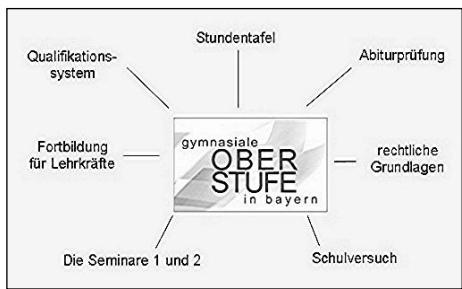 Stundentafel
Qualifikations-
system
Abiturprüfung
Fortbildung
für Lehrkräfte
gymnasiale
OBER
STUFE
in bayern
rechtliche
Grundlagen
Die Seminare 1 und 2
Schulversuch